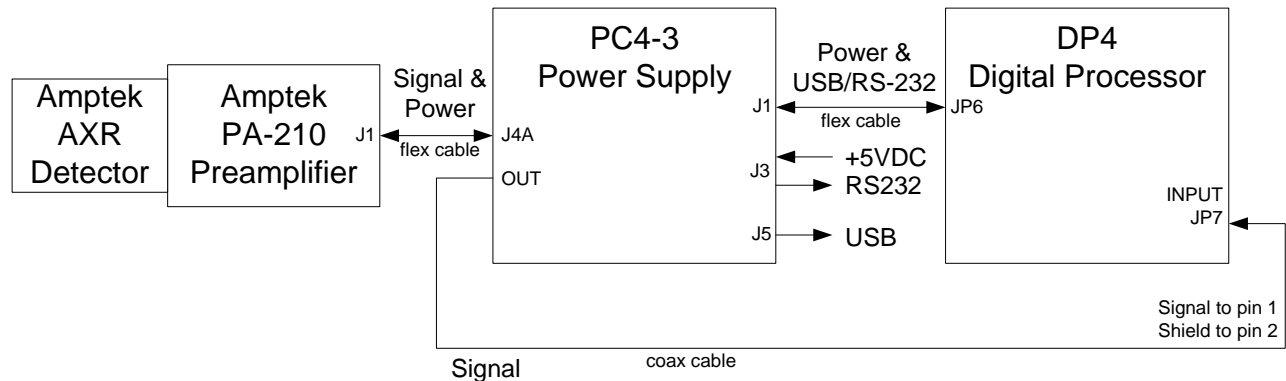 Amptek
AXR
Detector
Amptek
PA-210
Preamplifier
J1
Signal &
Power
flex cable
PC4-3
Power Supply
J4A
OUT
J1
J3
J5
Power &
USB/RS-232
flex cable
+5VDC
RS232
USB
DP4
Digital Processor
JP6
INPUT
JP7
Signal to pin 1
Shield to pin 2
Signal
coax cable